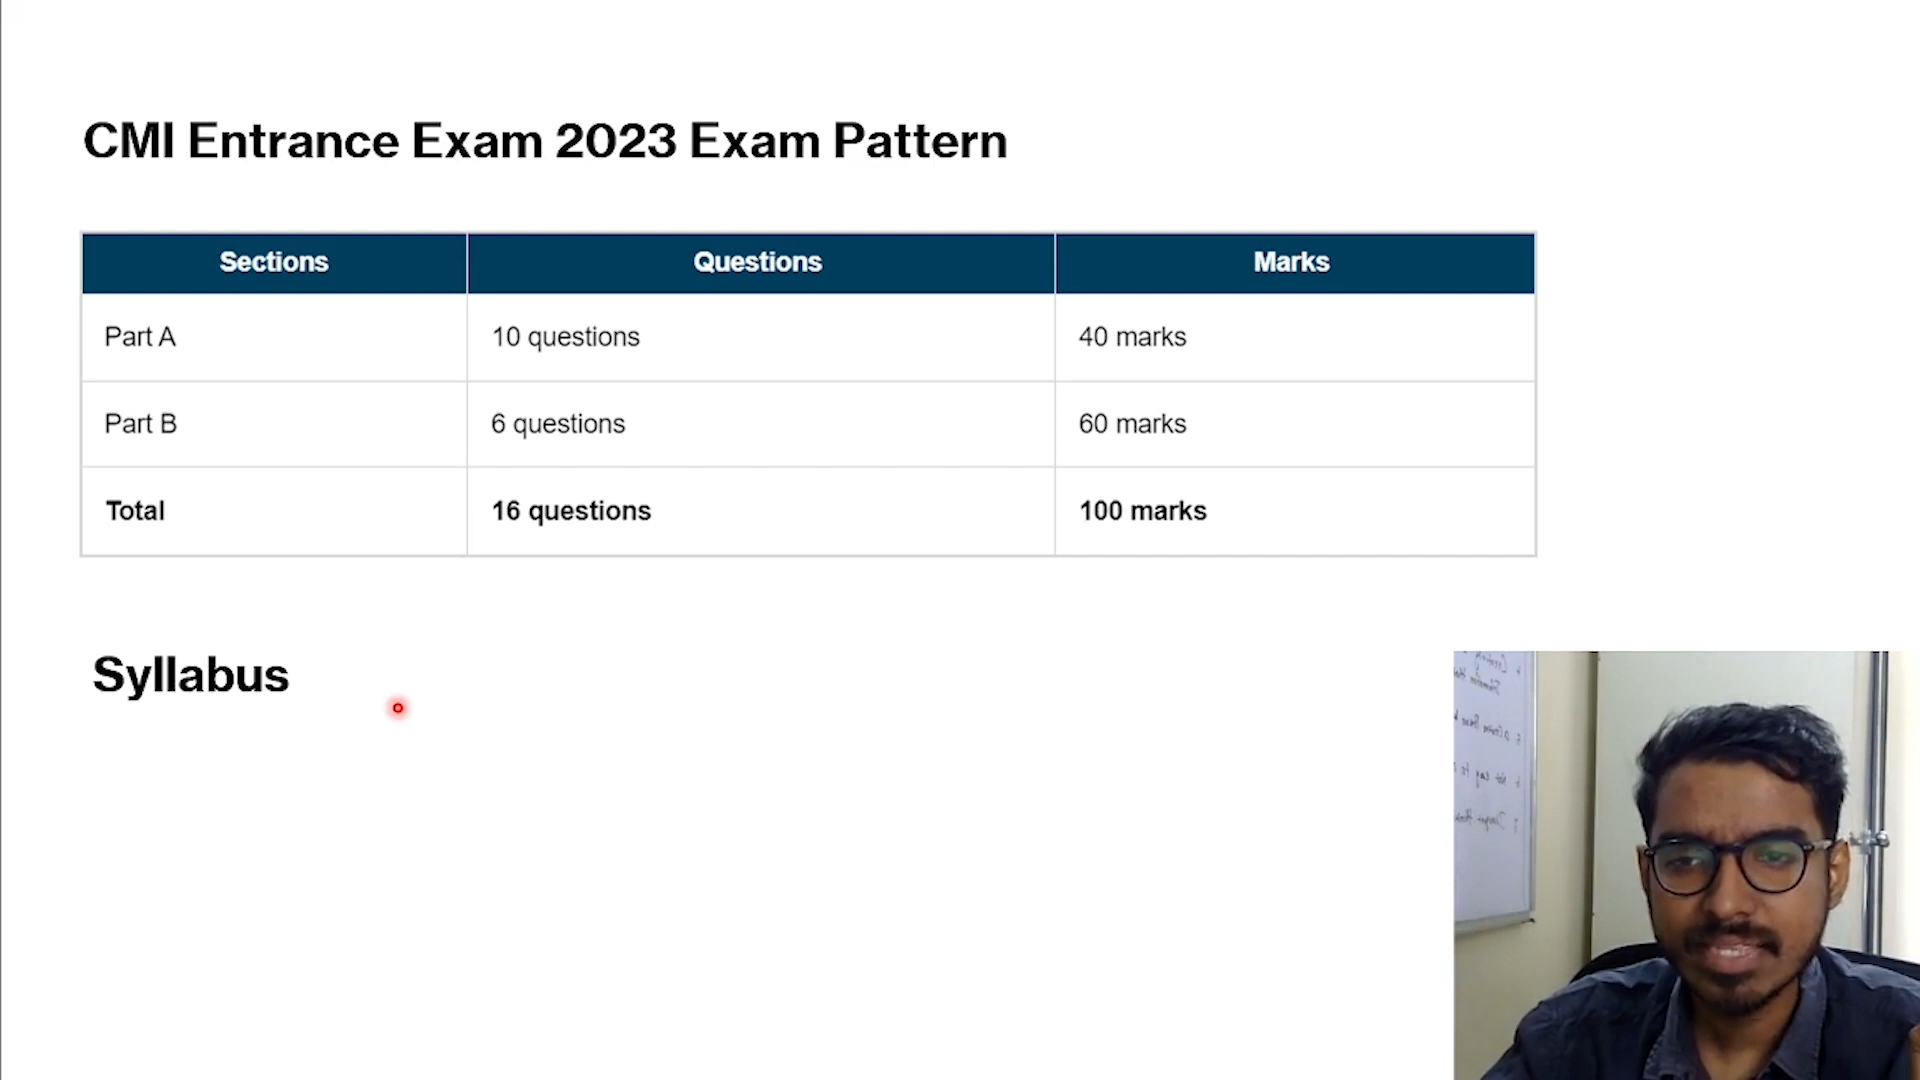 CMI Entrance Exam 2023 Exam Pattern
Sections Questions Marks
Part A 10 questions 40 marks
Part B 6 questions 60 marks
Total 16 questions 100 marks
Syllabus